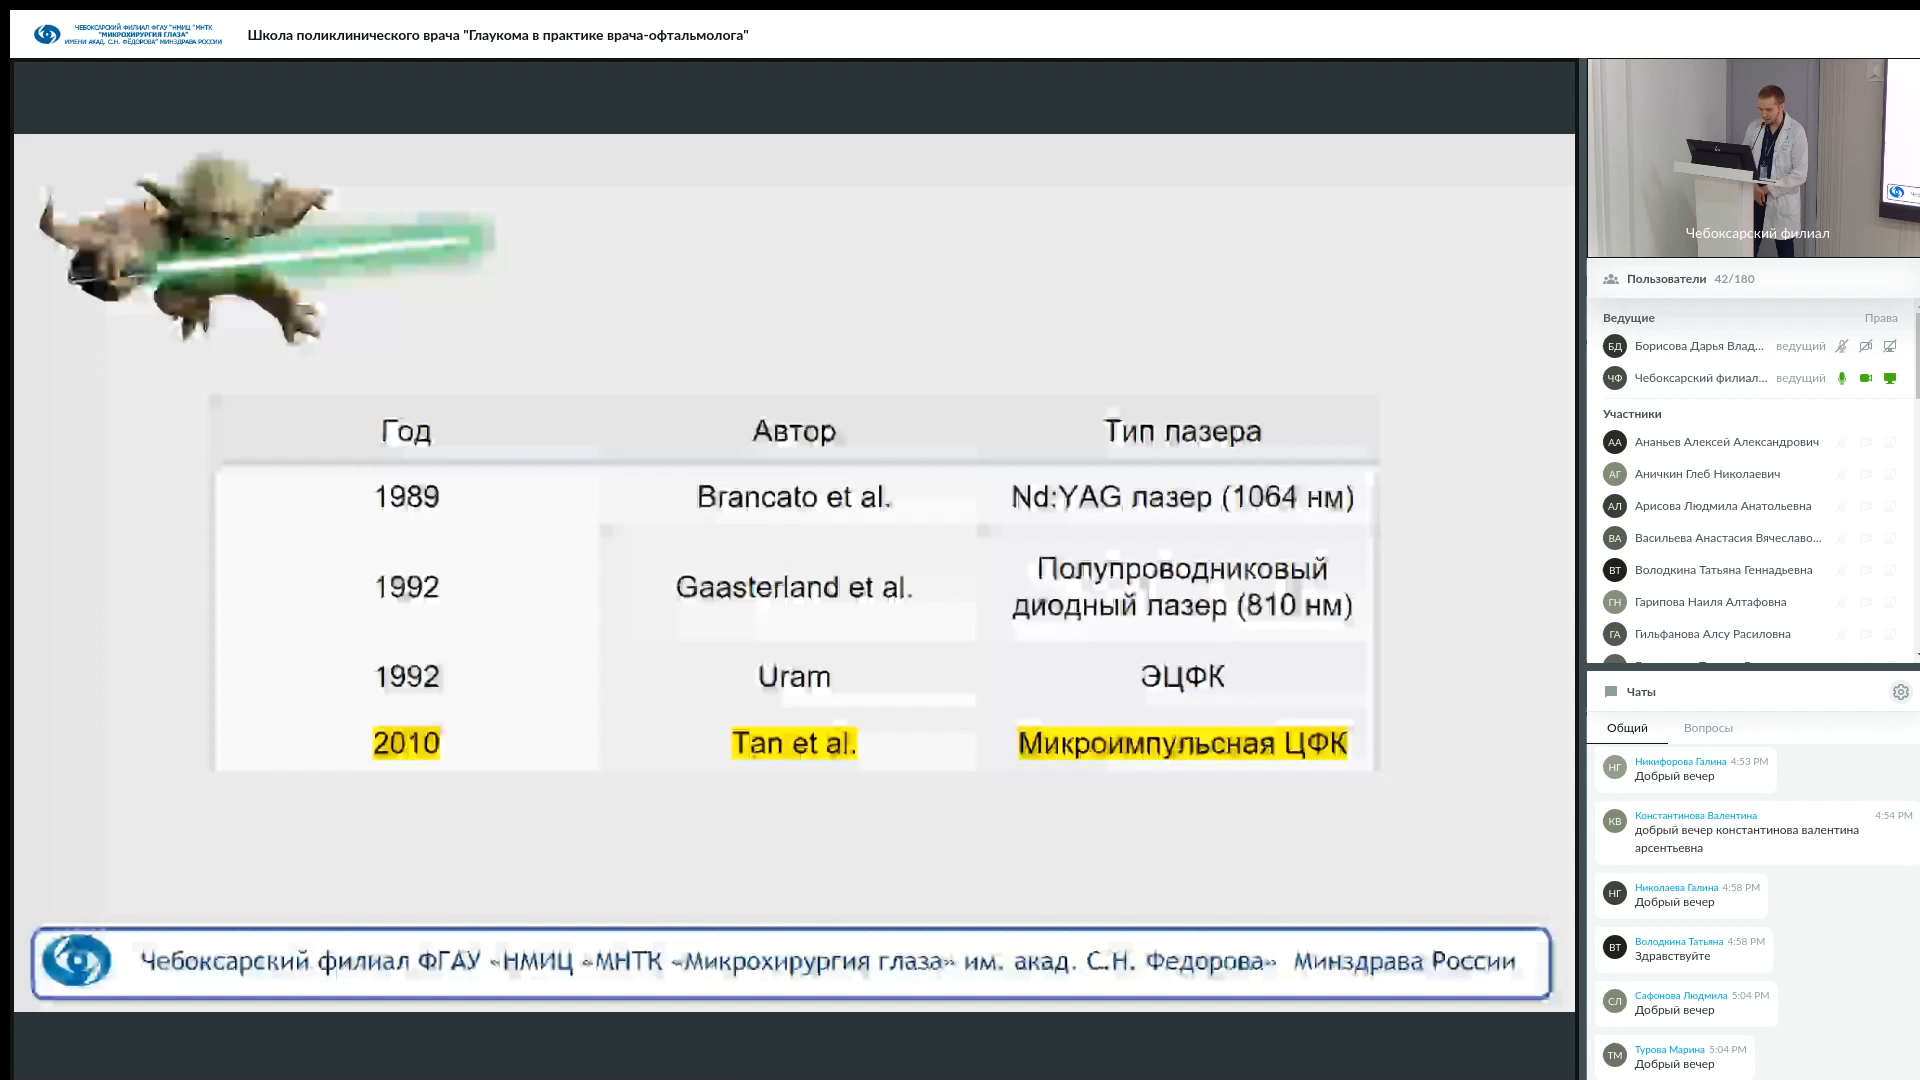 ЧЕБОКСАРСКИЙ ФИЛИАЛ ФГАУ "НМИЦ "МНТК
"МИКРОХИРУРГИЯ ГЛАЗА"
ИМЕНИ АКАД. С.Н. ФЁДОРОВА" МИНЗДРАВА РОССИИ
Школа поликлинического врача "Глаукома в практике врача-офтальмолога"
Год Автор Тип лазера
1989 Brancato et al. Nd:YAG лазер (1064 нм)
1992 Gaasterland et al. Полупроводниковый
диодный лазер (810 нм)
1992 Uram ЭЦФК
2010 Tan et al. Микроимпульсная ЦФК
Чебоксарский филиал ФГАУ «НМИЦ «МНТК «Микрохирургия глаза» им. акад. С.Н. Федорова» Минздрава России
Чебоксарский филиал
Пользователи 42/180
Ведущие Права
БД Борисова Дарья Влад... ведущий
ЧФ Чебоксарский филиал... ведущий
Участники
АА Ананьев Алексей Александрович
АГ Аничкин Глеб Николаевич
АЛ Арисова Людмила Анатольевна
ВА Васильева Анастасия Вячеславо...
ВТ Володкина Татьяна Геннадьевна
ГН Гарипова Наиля Алтафовна
ГА Гильфанова Алсу Расиловна
Чаты
Общий Вопросы
НГ Никифорова Галина 4:53 PM
Добрый вечер
КВ Константинова Валентина 4:54 PM
добрый вечер константинова валентина
арсентьевна
НГ Николаева Галина 4:58 PM
Добрый вечер
ВТ Володкина Татьяна 4:58 PM
Здравствуйте
СЛ Сафонова Людмила 5:04 PM
Добрый вечер
ТМ Турова Марина 5:04 PM
Добрый вечер